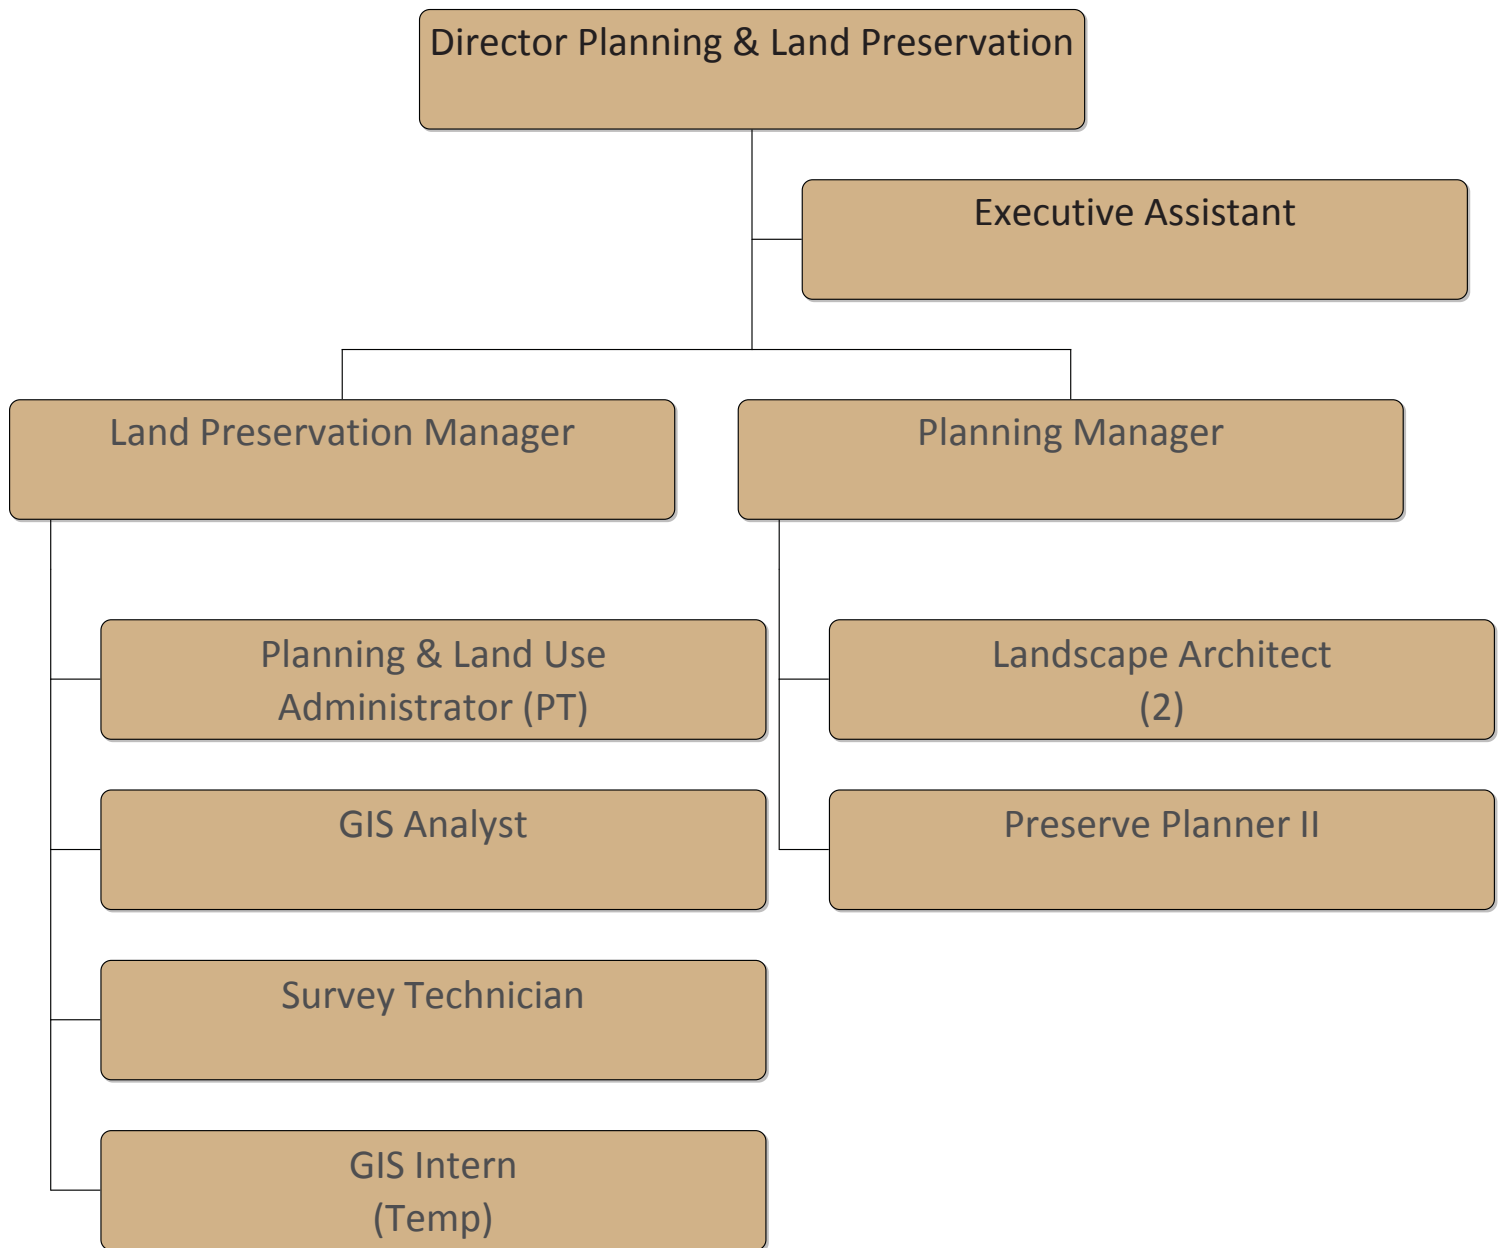 Director Planning & Land Preservation
Executive Assistant
Land Preservation Manager
Planning Manager
Planning & Land Use
Administrator (PT)
GIS Analyst
Survey Technician
GIS Intern
(Temp)
Landscape Architect
(2)
Preserve Planner II